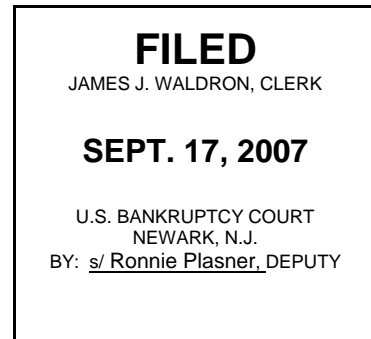 FILED
JAMES J. WALDRON, CLERK
SEPT. 17, 2007
U.S. BANKRUPTCY COURT
NEWARK, N.J.
BY: s/ Ronnie Plasner, DEPUTY